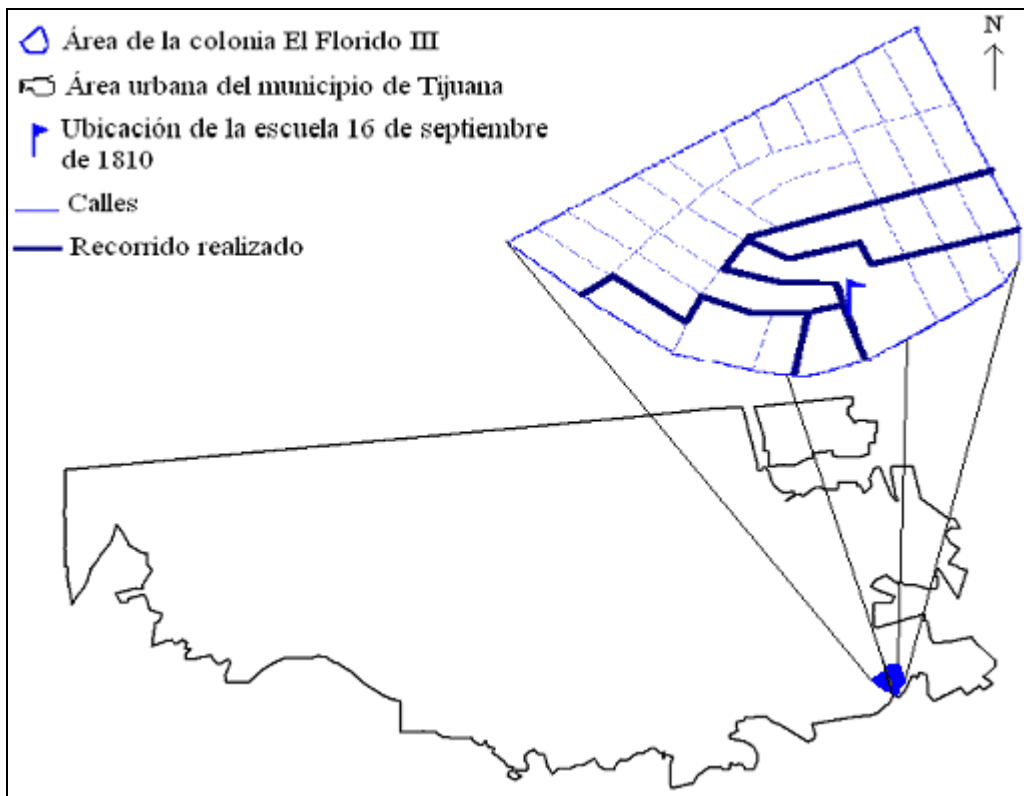 Área de la colonia El Florido III
Área urbana del municipio de Tijuana
Ubicación de la escuela 16 de septiembre
de 1810
Calles
Recorrido realizado
N